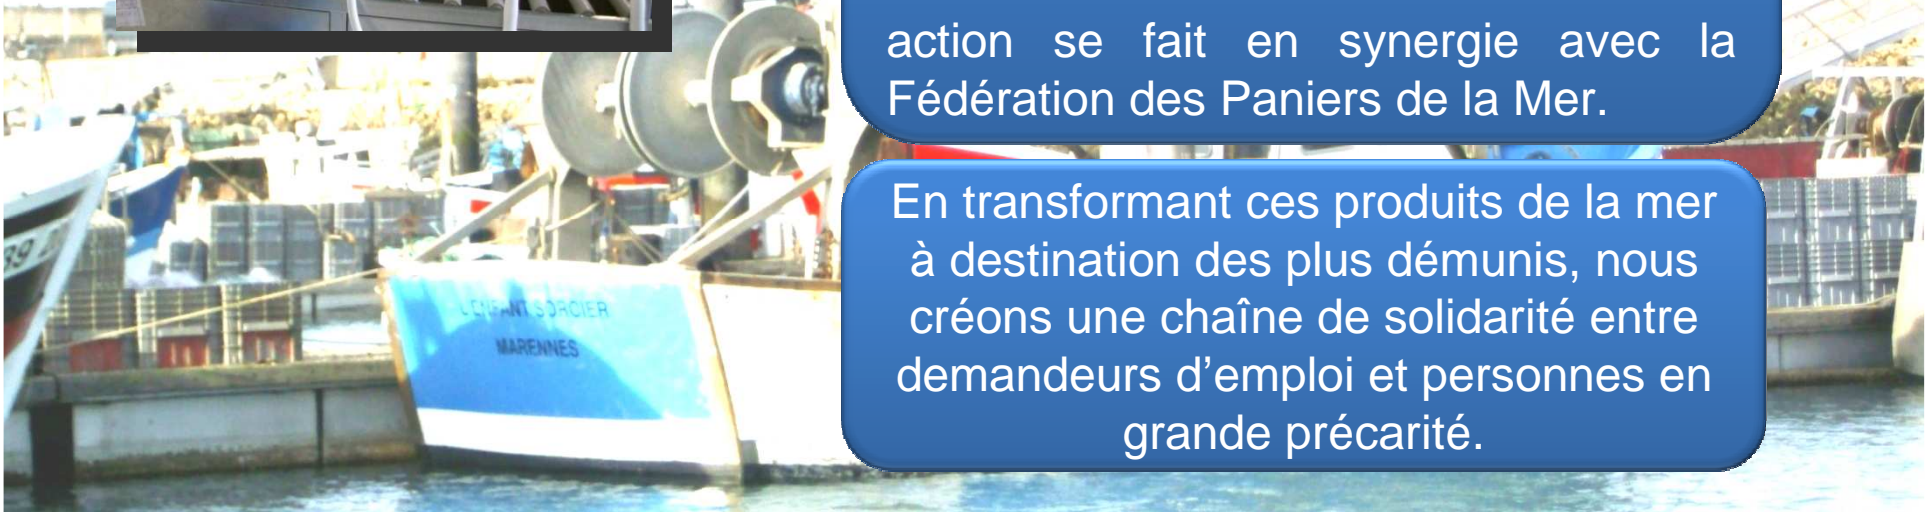 action se fait en synergie avec la
Fédération des Paniers de la Mer.
En transformant ces produits de la mer
à destination des plus démunis, nous
créons une chaîne de solidarité entre
demandeurs d’emploi et personnes en
grande précarité.
L'ENFANT SORCIER
MARENNES